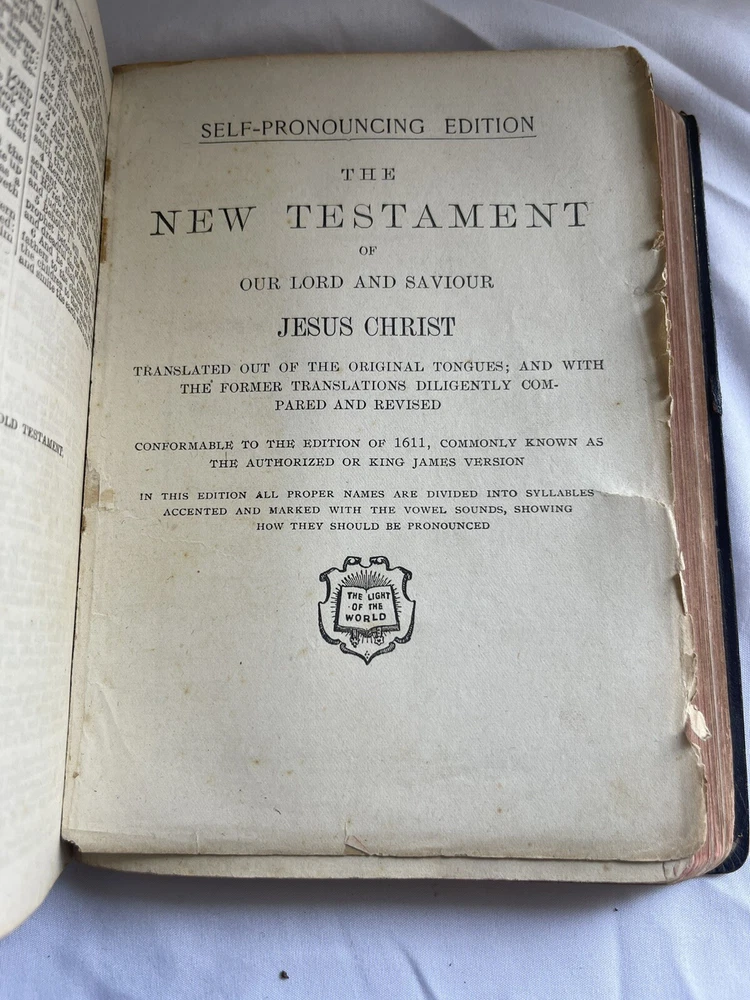 OLD TESTAMENT.
SELF-PRONOUNCING EDITION
THE
NEW TESTAMENT
OF
OUR LORD AND SAVIOUR
JESUS CHRIST
TRANSLATED OUT OF THE ORIGINAL TONGUES; AND WITH
THE FORMER TRANSLATIONS DILIGENTLY COM-
PARED AND REVISED
CONFORMABLE TO THE EDITION OF 1611, COMMONLY KNOWN AS
THE AUTHORIZED OR KING JAMES VERSION
IN THIS EDITION ALL PROPER NAMES ARE DIVIDED INTO SYLLABLES
ACCENTED AND MARKED WITH THE VOWEL SOUNDS, SHOWING
HOW THEY SHOULD BE PRONOUNCED
THE LIGHT
OF THE
WORLD